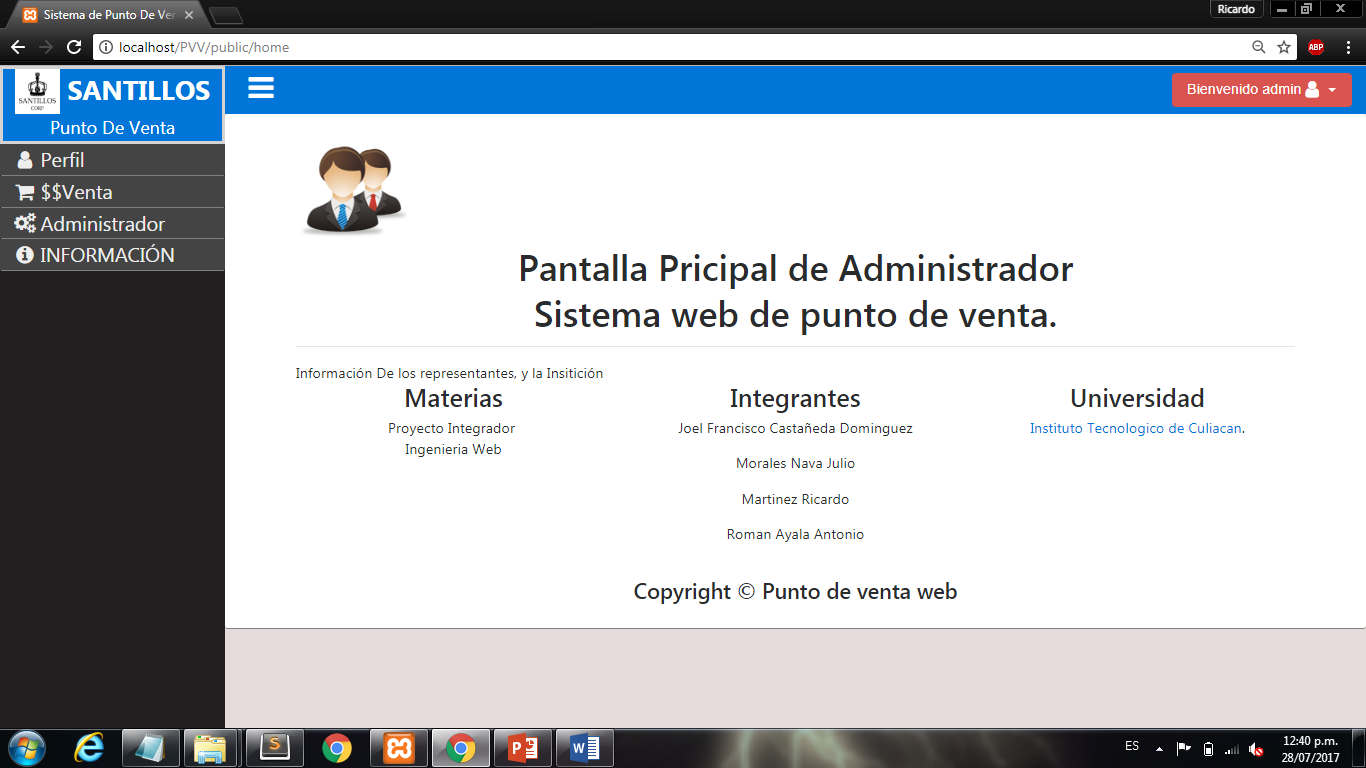 Sistema de Punto De Ver
Ricardo
localhost/PVV/public/home
ABP
SANTILLOS
CORP
SANTILLOS
Punto De Venta
Bienvenido admin
Perfil
$$Venta
Administrador
INFORMACIÓN
Pantalla Pricipal de Administrador
Sistema web de punto de venta.
Información De los representantes, y la Insitición
Materias
Proyecto Integrador
Ingenieria Web
Integrantes
Joel Francisco Castañeda Dominguez
Morales Nava Julio
Martinez Ricardo
Roman Ayala Antonio
Universidad
Instituto Tecnologico de Culiacan.
Copyright © Punto de venta web
ES
12:40 p.m.
28/07/2017